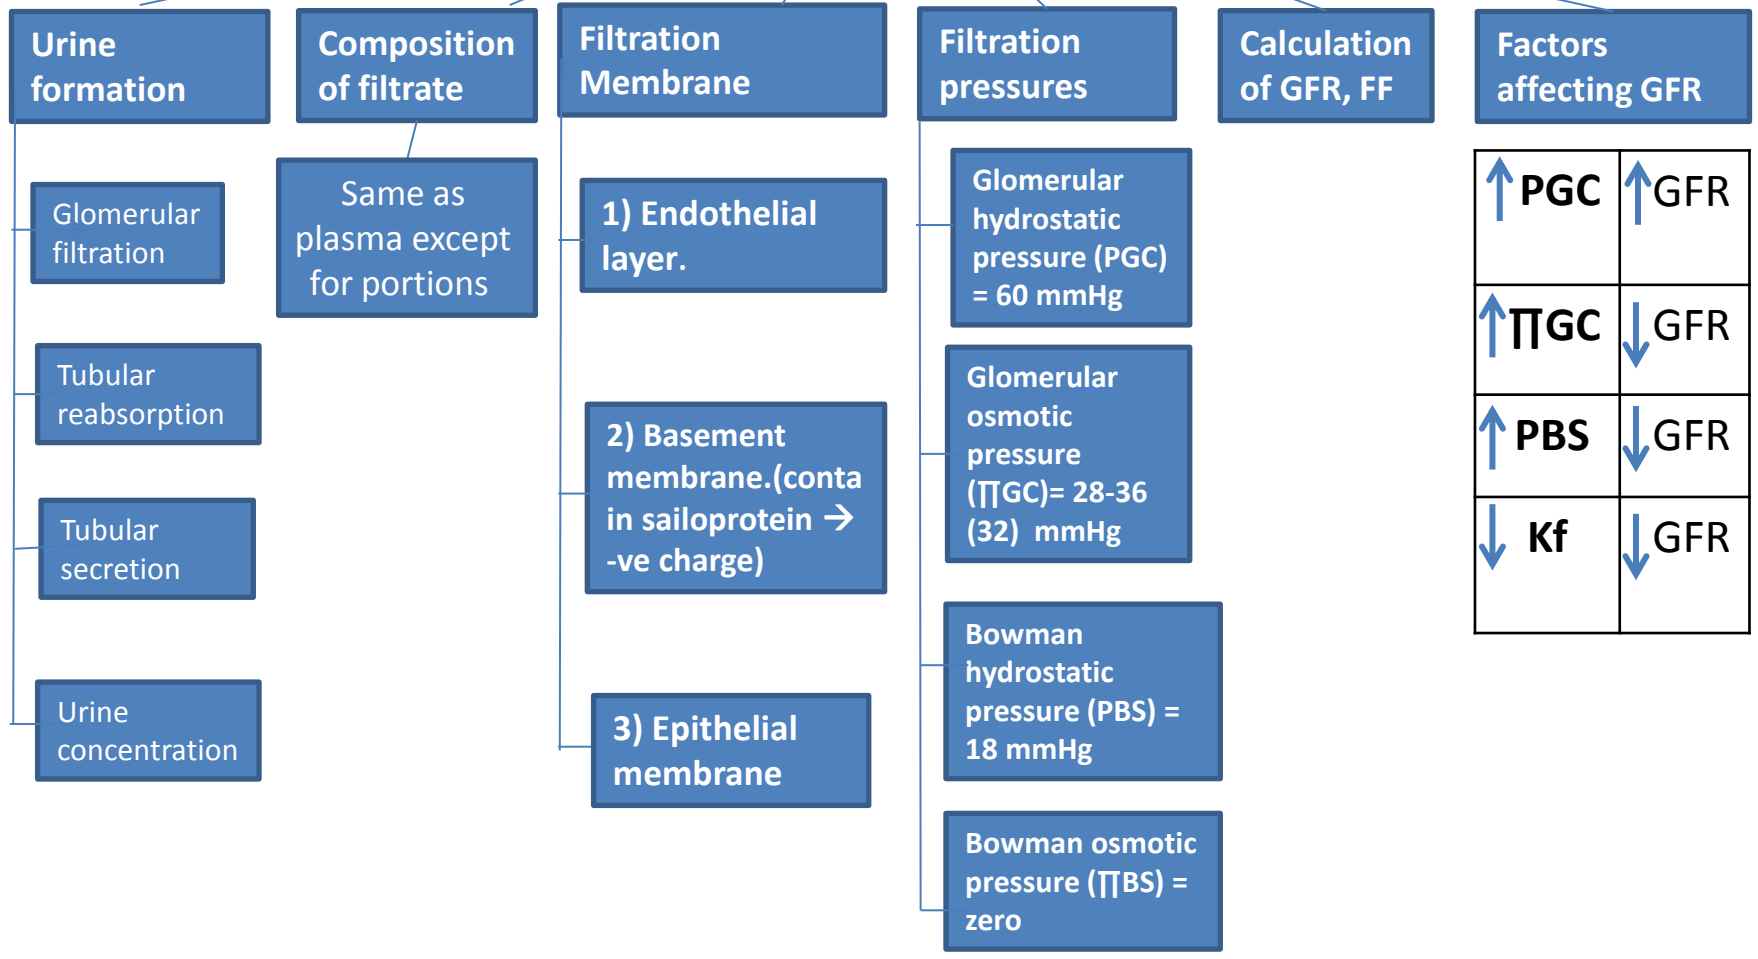 Urine
formation
Glomerular
filtration
Tubular
reabsorption
Tubular
secretion
Urine
concentration
Composition
of filtrate
Same as
plasma except
for portions
Filtration
Membrane
1) Endothelial
layer.
2) Basement
membrane.(conta
in sailoprotein →
-ve charge)
3) Epithelial
membrane
Filtration
pressures
Glomerular
hydrostatic
pressure (PGC)
= 60 mmHg
Glomerular
osmotic
pressure
(∏GC)= 28-36
(32) mmHg
Bowman
hydrostatic
pressure (PBS) =
18 mmHg
Bowman osmotic
pressure (∏BS) =
zero
Calculation
of GFR, FF
Factors
affecting GFR
↑ PGC ↑ GFR
↑ ∏GC ↓ GFR
↑ PBS ↓ GFR
↓ Kf ↓ GFR